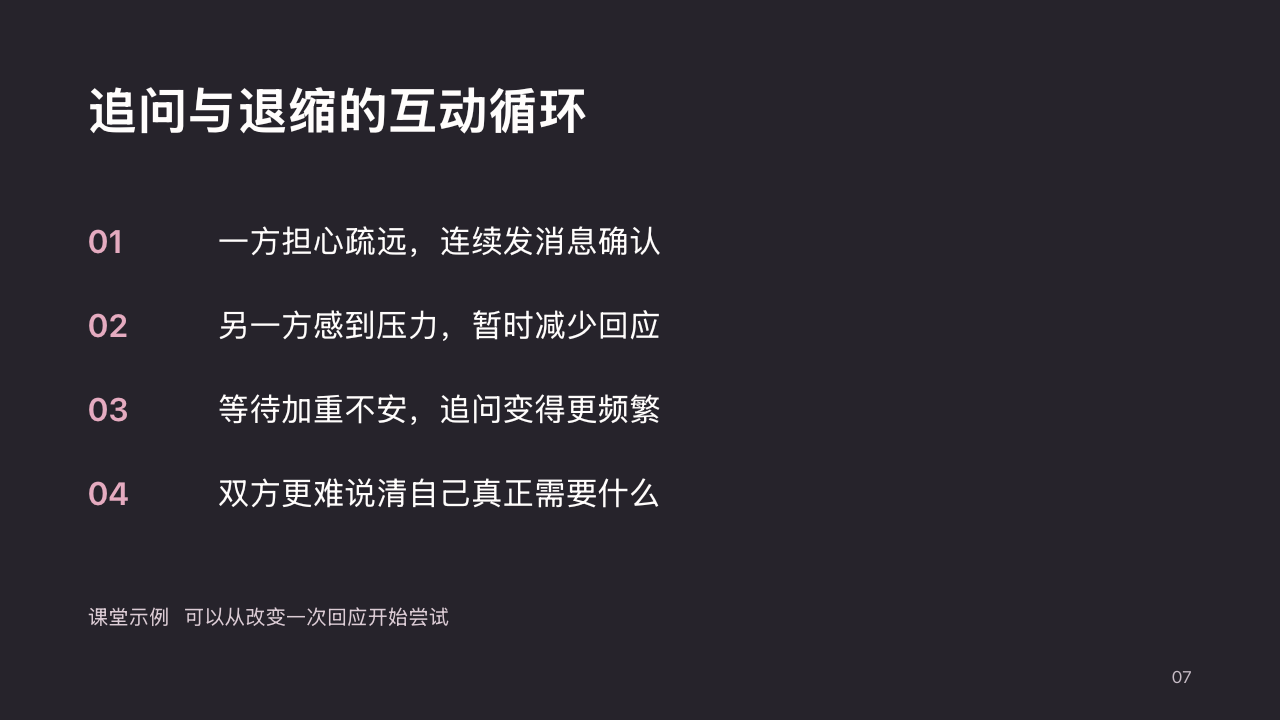 追问与退缩的互动循环
01 一方担心疏远，连续发消息确认
02 另一方感到压力，暂时减少回应
03 等待加重不安，追问变得更频繁
04 双方更难说清自己真正需要什么
课堂示例 可以从改变一次回应开始尝试
07